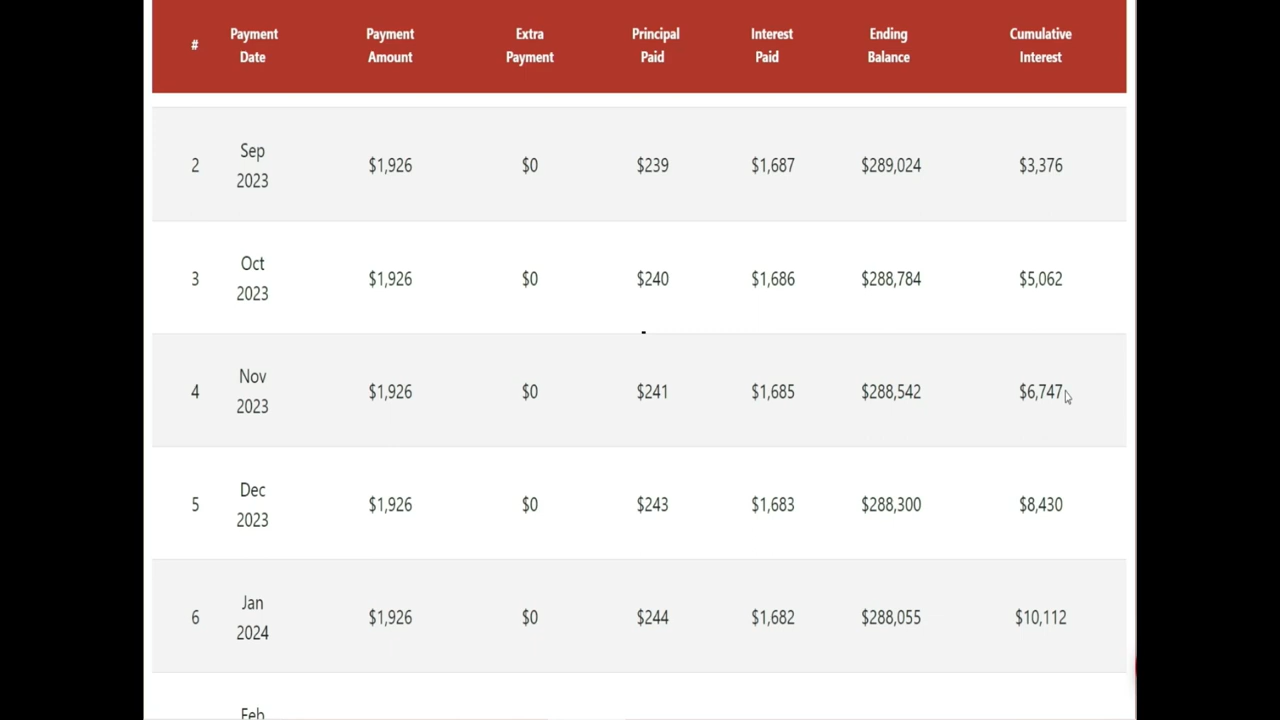 # Payment Date Payment Amount Extra Payment Principal Paid Interest Paid Ending Balance Cumulative Interest
2 Sep 2023 $1,926 $0 $239 $1,687 $289,024 $3,376
3 Oct 2023 $1,926 $0 $240 $1,686 $288,784 $5,062
4 Nov 2023 $1,926 $0 $241 $1,685 $288,542 $6,747
5 Dec 2023 $1,926 $0 $243 $1,683 $288,300 $8,430
6 Jan 2024 $1,926 $0 $244 $1,682 $288,055 $10,112
Feb